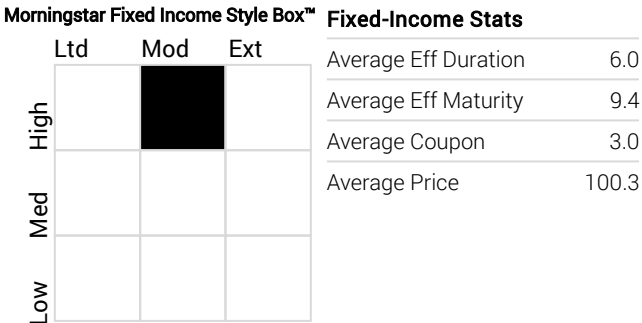 Morningstar Fixed Income Style Box™
Ltd Mod Ext
High
Med
Low
Fixed-Income Stats
Average Eff Duration 6.0
Average Eff Maturity 9.4
Average Coupon 3.0
Average Price 100.3